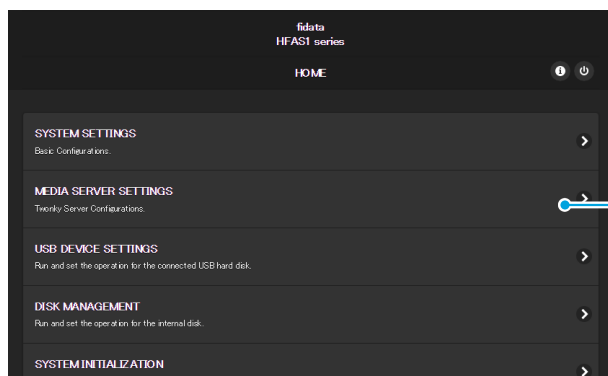 fidata
HFAS1 series
HOME
SYSTEM SETTINGS
Basic Configurations.
MEDIA SERVER SETTINGS
Twonky Server Configurations.
USB DEVICE SETTINGS
Run and set the operation for the connected USB hard disk.
DISK MANAGEMENT
Run and set the operation for the internal disk.
SYSTEM INITIALIZATION